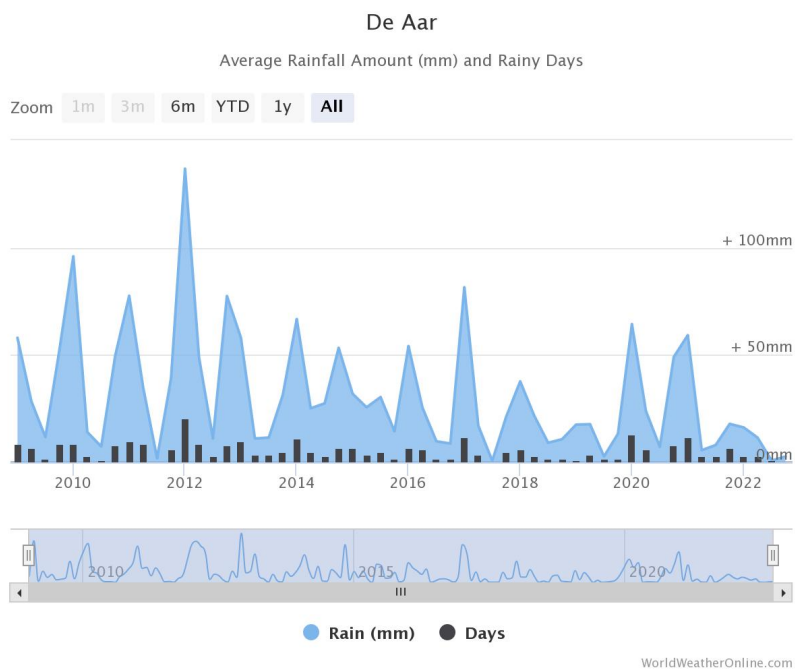 De Aar
Average Rainfall Amount (mm) and Rainy Days
Zoom 1m 3m 6m YTD 1y All
+ 100mm
+ 50mm
0mm
2010 2012 2014 2016 2018 2020 2022
2010 2015 2020
Rain (mm) Days
WorldWeatherOnline.com